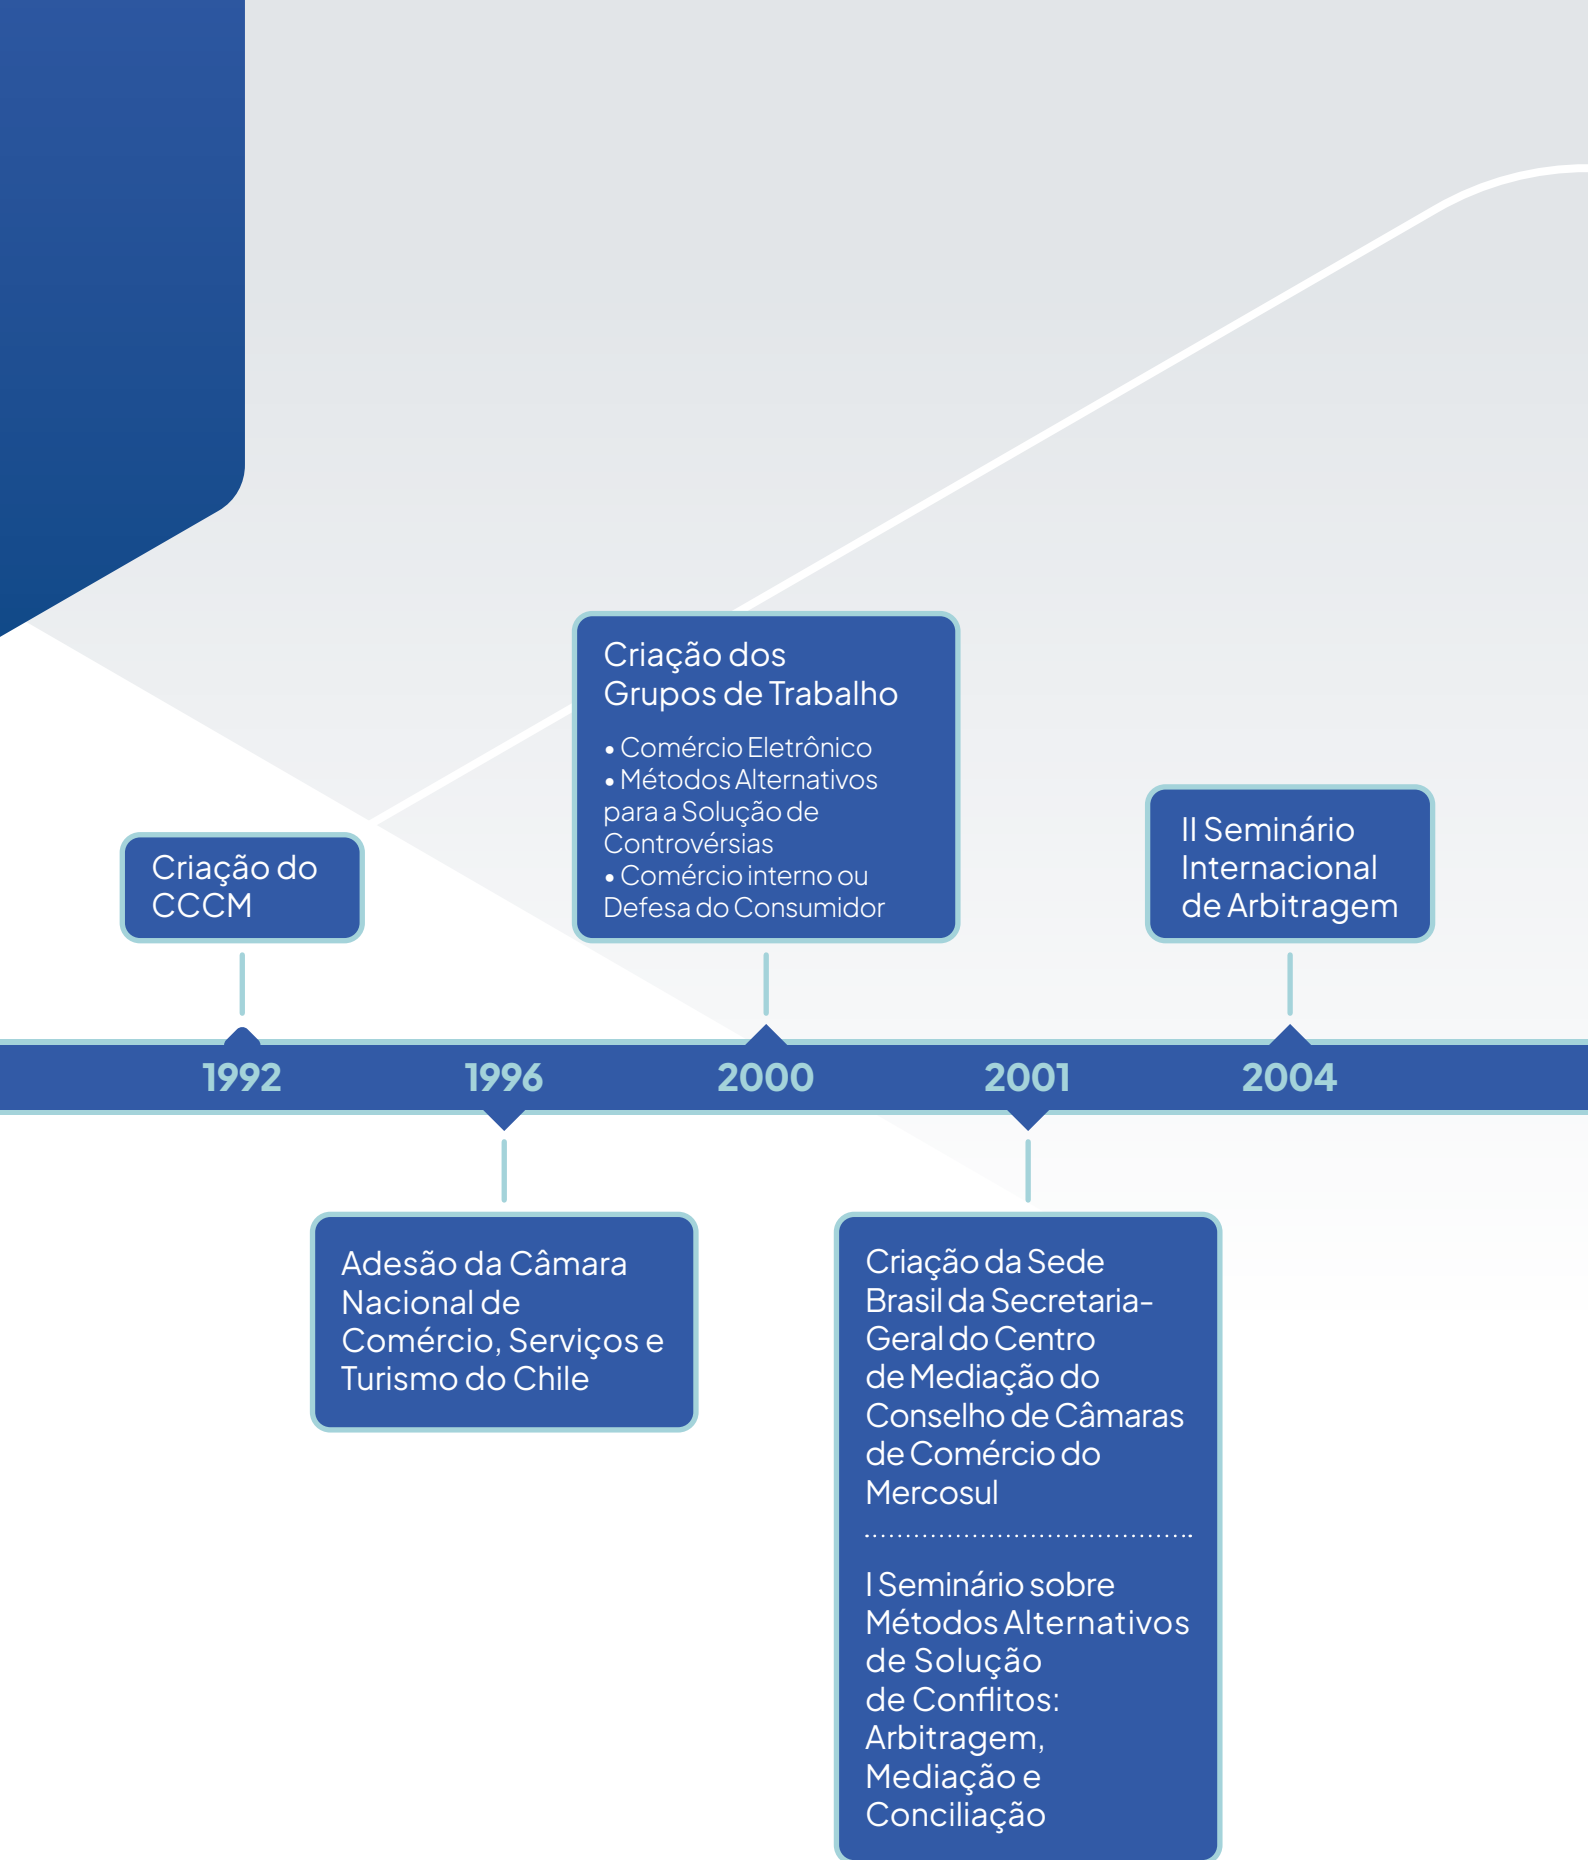 Criação do
CCCM
1992
Adesão da Câmara
Nacional de
Comércio, Serviços e
Turismo do Chile
1996
Criação dos
Grupos de Trabalho
• Comércio Eletrônico
• Métodos Alternativos
para a Solução de
Controvérsias
• Comércio interno ou
Defesa do Consumidor
2000
2001
Criação da Sede
Brasil da Secretaria-
Geral do Centro
de Mediação do
Conselho de Câmaras
de Comércio do
Mercosul
I Seminário sobre
Métodos Alternativos
de Solução
de Conflitos:
Arbitragem,
Mediação e
Conciliação
II Seminário
Internacional
de Arbitragem
2004